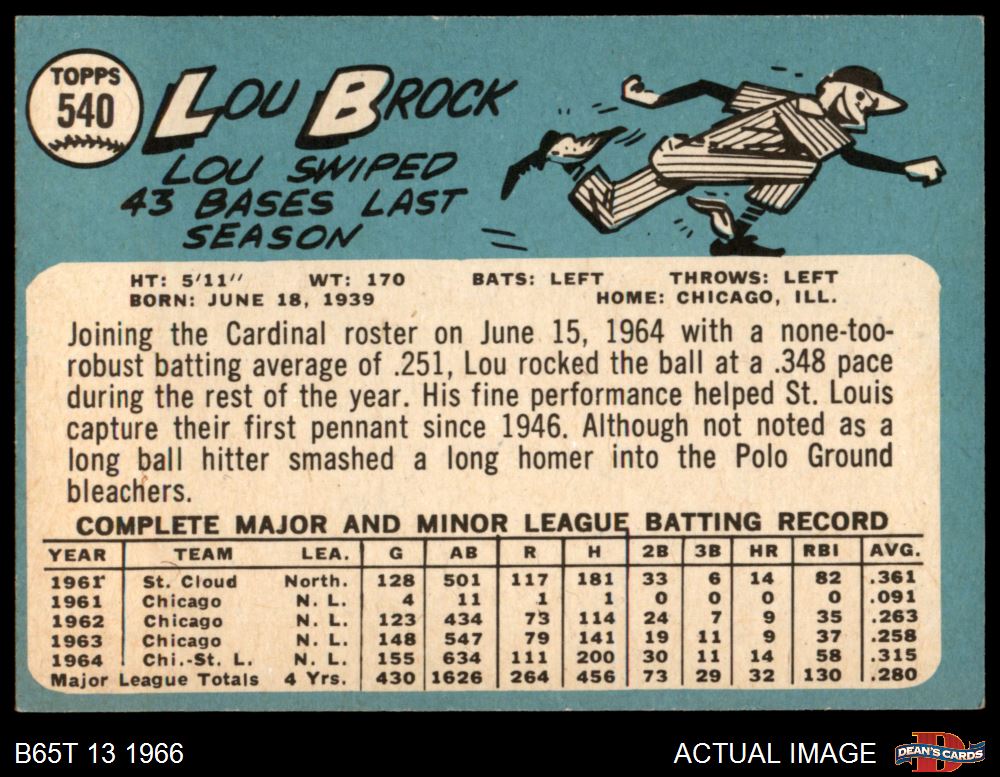 TOPPS
540
LOU BROCK
LOU SWIPED
43 BASES LAST
SEASON
HT: 5'11" WT: 170 BATS: LEFT THROWS: LEFT
BORN: JUNE 18, 1939 HOME: CHICAGO, ILL.
Joining the Cardinal roster on June 15, 1964 with a none-too-
robust batting average of .251, Lou rocked the ball at a .348 pace
during the rest of the year. His fine performance helped St. Louis
capture their first pennant since 1946. Although not noted as a
long ball hitter smashed a long homer into the Polo Ground
bleachers.
COMPLETE MAJOR AND MINOR LEAGUE BATTING RECORD
YEAR TEAM LEA. G AB R H 2B 3B HR RBI AVG.
1961 St. Cloud North. 128 501 117 181 33 6 14 82 .361
1961 Chicago N. L. 4 11 1 1 0 0 0 0 .091
1962 Chicago N. L. 123 434 73 114 24 7 9 35 .263
1963 Chicago N. L. 148 547 79 141 19 11 9 37 .258
1964 Chi.-St. L. N. L. 155 634 111 200 30 11 14 58 .315
Major League Totals 4 Yrs. 430 1626 264 456 73 29 32 130 .280
B65T 13 1966 ACTUAL IMAGE DEAN'S CARDS